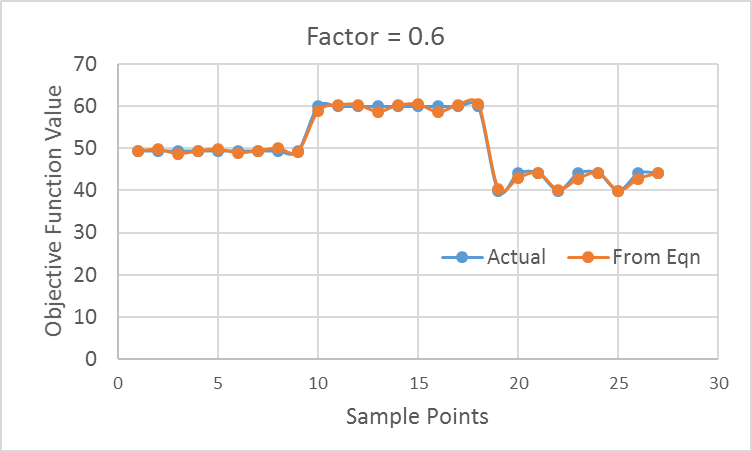 Factor = 0.6
Objective Function Value
70
60
50
40
30
20
10
0
Actual
From Eqn
0 5 10 15 20 25 30
Sample Points